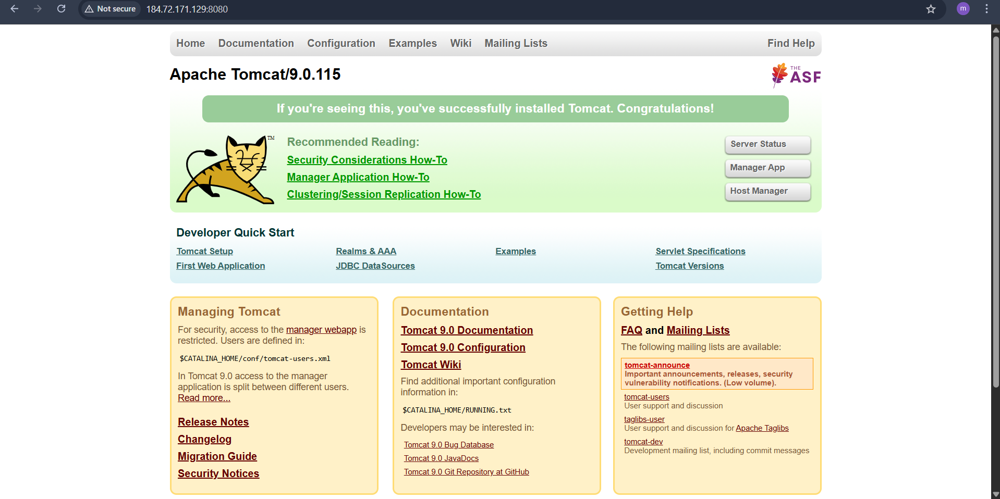 Not secure 184.72.171.129:8080 m
Home Documentation Configuration Examples Wiki Mailing Lists Find Help
Apache Tomcat/9.0.115
THE
ASF
If you're seeing this, you've successfully installed Tomcat. Congratulations!
TM
Recommended Reading:
Security Considerations How-To
Manager Application How-To
Clustering/Session Replication How-To
Server Status
Manager App
Host Manager
Developer Quick Start
Tomcat Setup
First Web Application
Realms & AAA
JDBC DataSources
Examples
Servlet Specifications
Tomcat Versions
Managing Tomcat
For security, access to the manager webapp is
restricted. Users are defined in:
$CATALINA_HOME/conf/tomcat-users.xml
In Tomcat 9.0 access to the manager
application is split between different users.
Read more...
Release Notes
Changelog
Migration Guide
Security Notices
Documentation
Tomcat 9.0 Documentation
Tomcat 9.0 Configuration
Tomcat Wiki
Find additional important configuration
information in:
$CATALINA_HOME/RUNNING.txt
Developers may be interested in:
Tomcat 9.0 Bug Database
Tomcat 9.0 JavaDocs
Tomcat 9.0 Git Repository at GitHub
Getting Help
FAQ and Mailing Lists
The following mailing lists are available:
tomcat-announce
Important announcements, releases, security
vulnerability notifications. (Low volume).
tomcat-users
User support and discussion
taglibs-user
User support and discussion for Apache Taglibs
tomcat-dev
Development mailing list, including commit messages